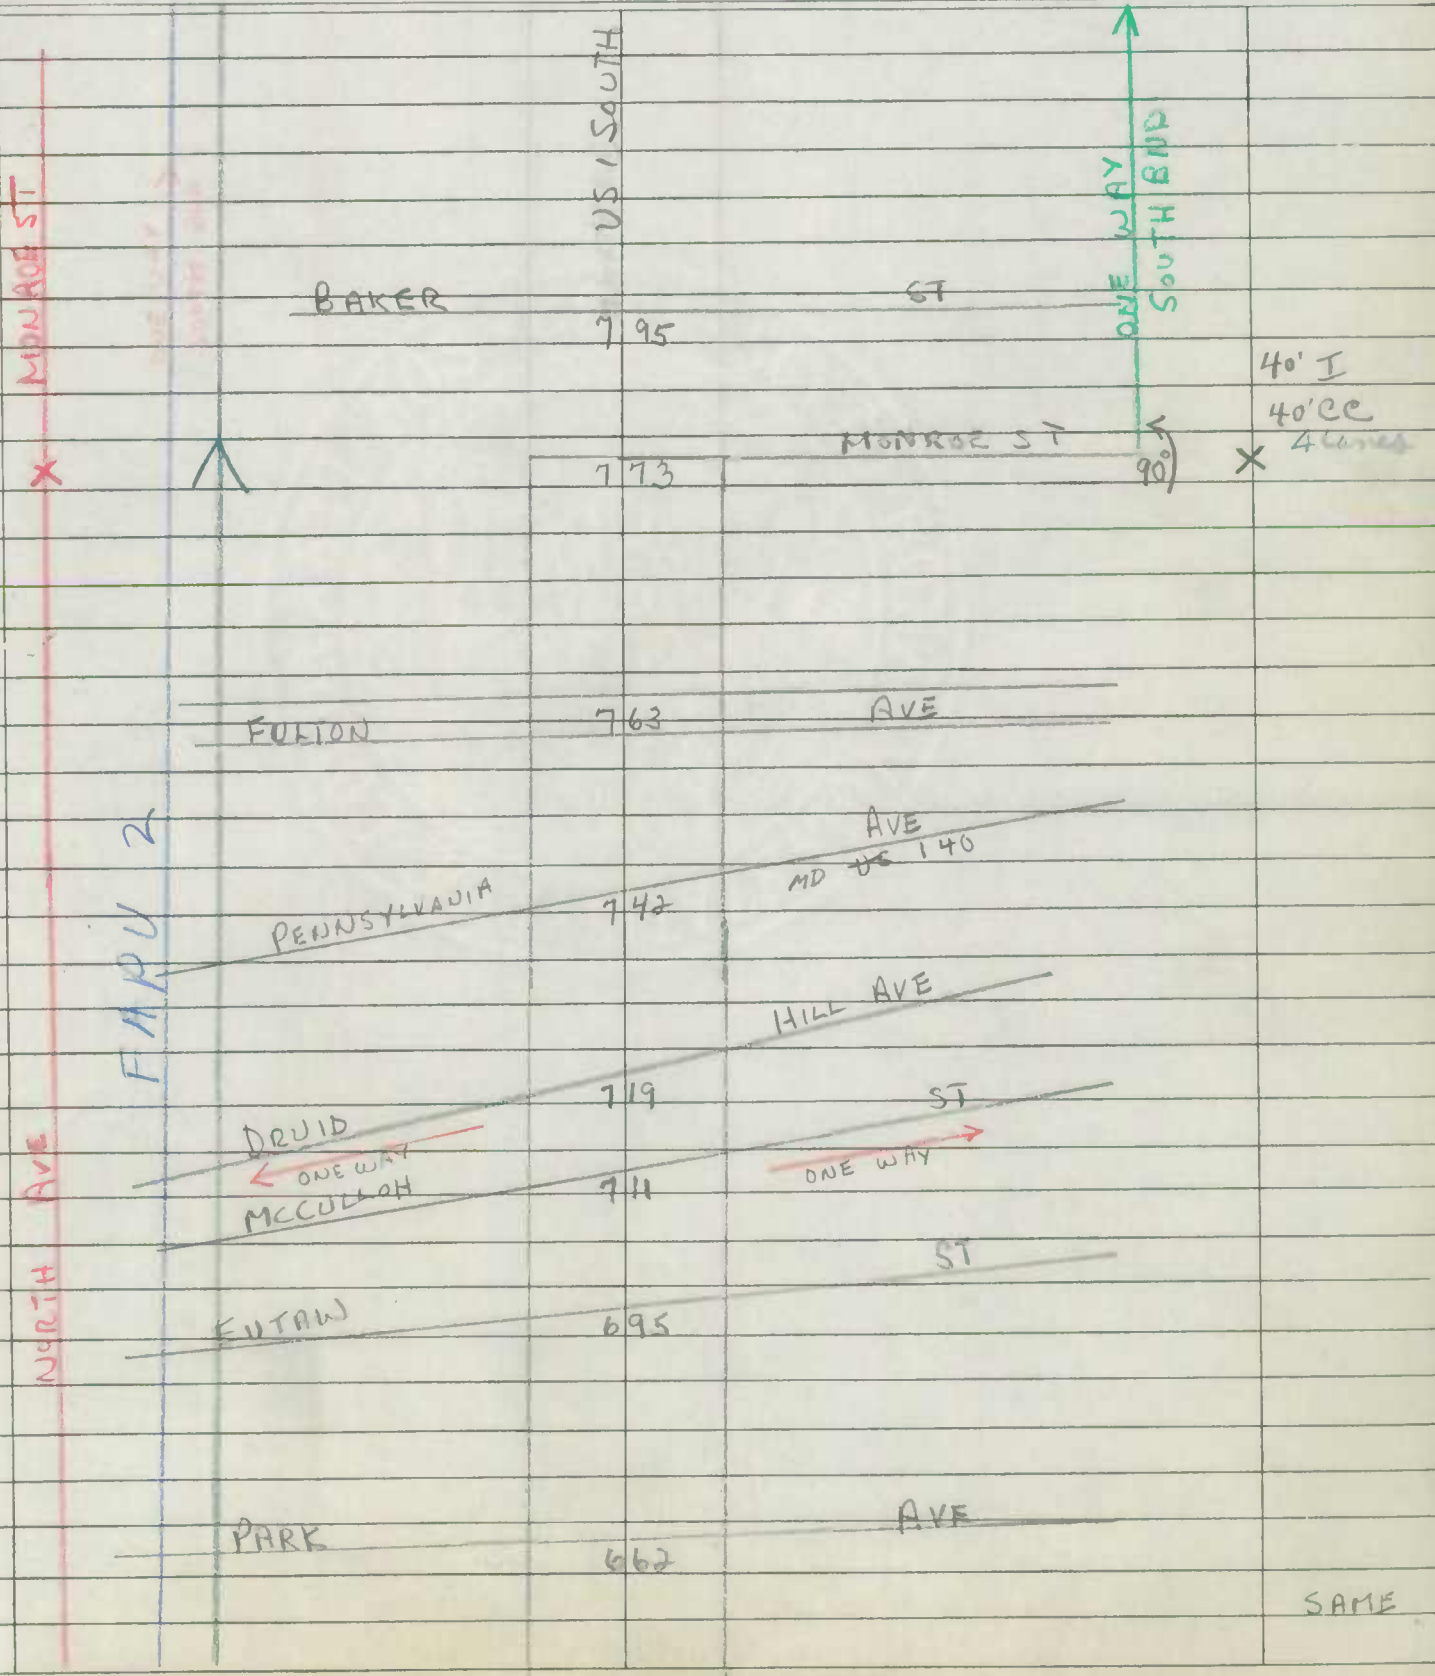 US 1 SOUTH
ONE WAY
SOUTH BND
MONROE ST
BAKER ST
7 95
40' I
40' CC
4 Lanes
MONROE ST
7 73
90°
X
X
FULTON AVE
7 63
PENNSYLVANIA AVE
MD US 140
7 42
FAPU 2
DRUID HILL AVE
7 19
ONE WAY
MCCULLOH ST
7 11
ONE WAY
NORTH AVE
EUTAW ST
6 95
PARK AVE
6 62
SAME